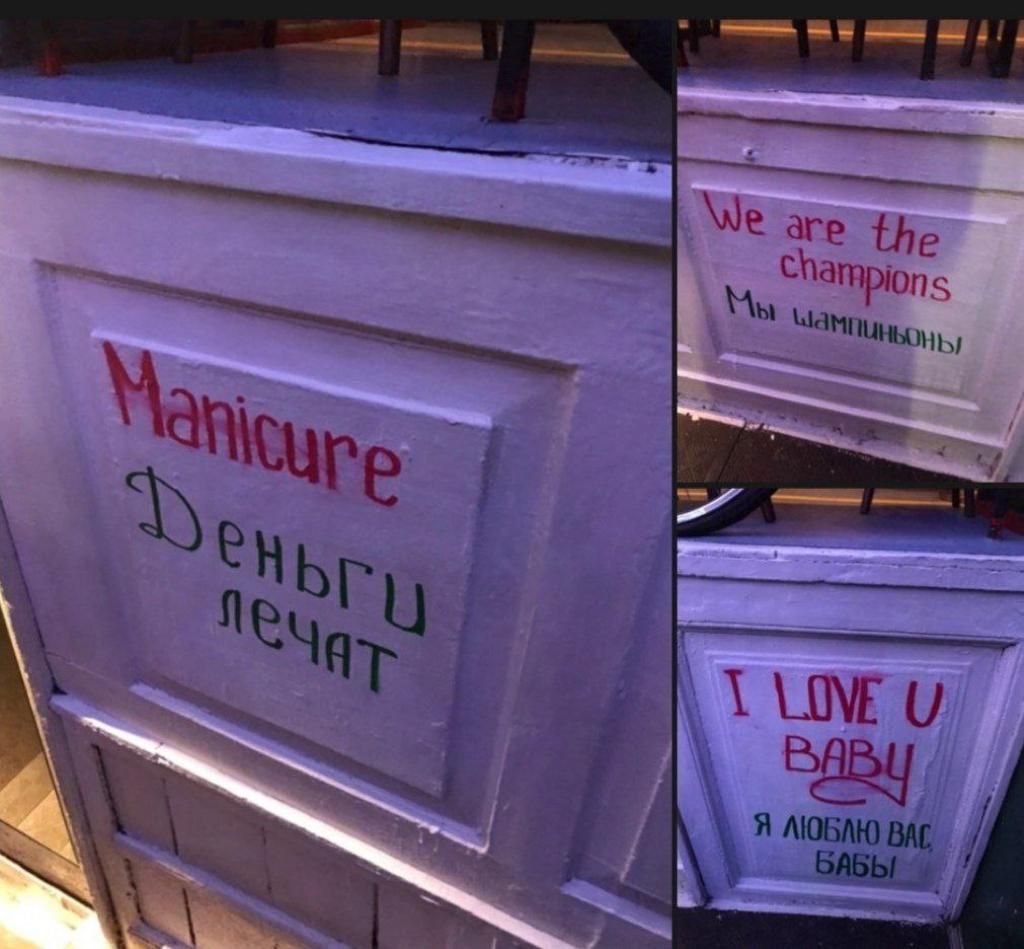 Manicure
Деньги
лечат
We are the
champions
Мы шампиньоны
I LOVE U
BABY
Я ЛЮБЛЮ ВАС,
БАБЫ